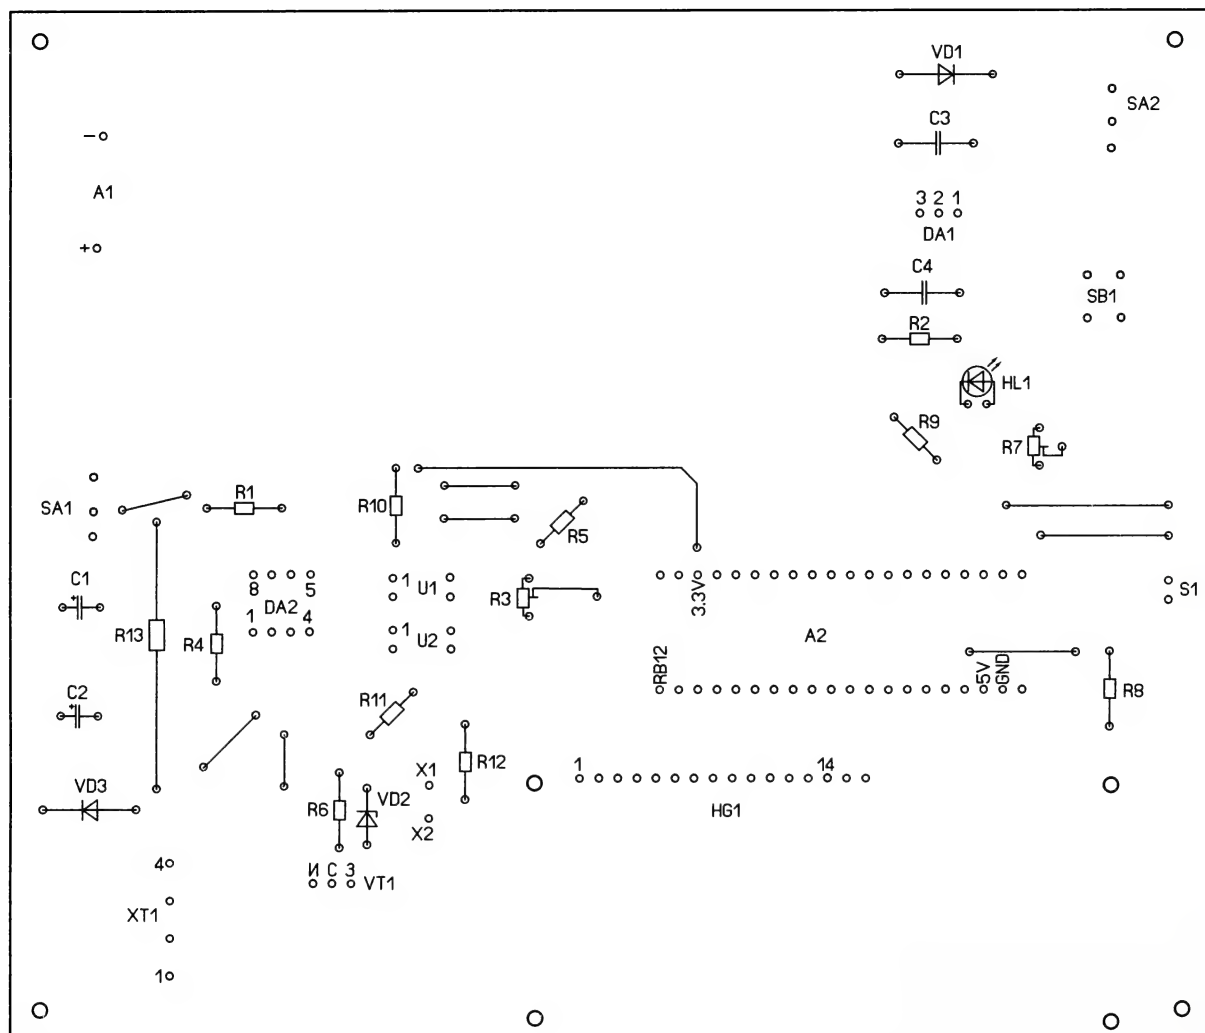 VD1
SA2
C3
− A1 +
3 2 1
DA1
C4
SB1
R2
HL1
R9
R7
SA1
R1
R10
R5
C1
+
8 5
DA2
1 4
1 U1
1 U2
R3
3.3V
A2
S1
R13
R4
RB12
5V
GND
R8
C2
+
R11
R12
VD3
R6
VD2
X1
X2
1 14
HG1
И С З
VT1
4
XT1
1